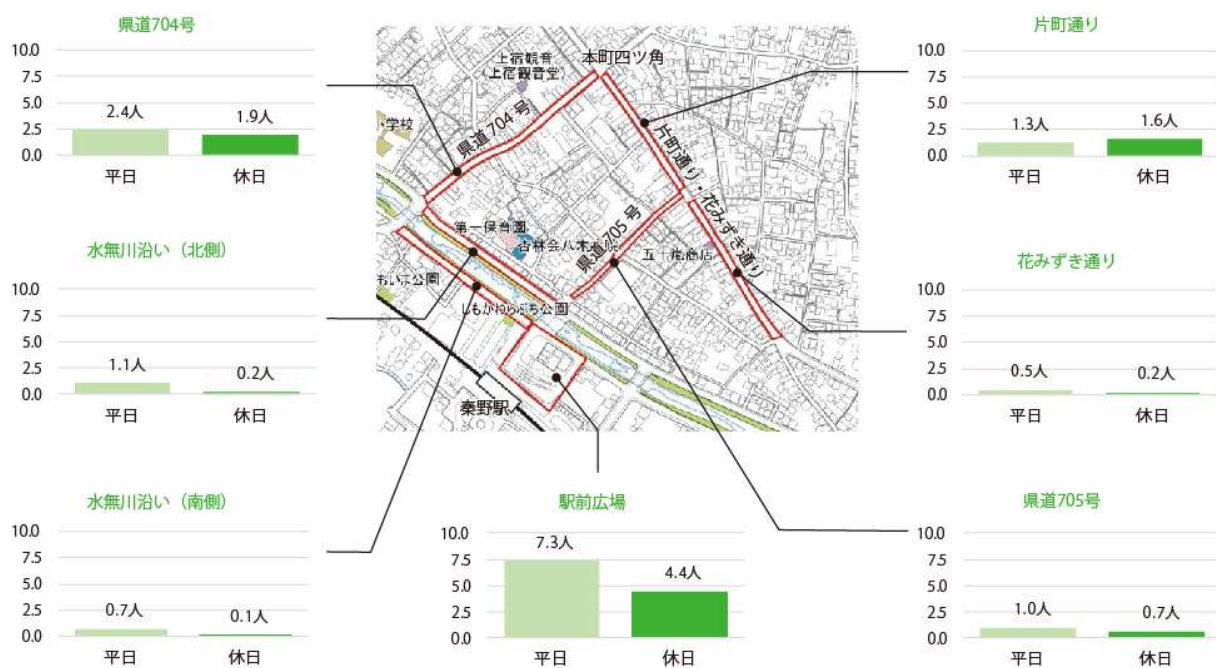 県道704号
10.0
7.5
5.0
2.5
0.0
2.4人
1.9人
平日
休日
水無川沿い（北側）
10.0
7.5
5.0
2.5
0.0
1.1人
0.2人
平日
休日
水無川沿い（南側）
10.0
7.5
5.0
2.5
0.0
0.7人
0.1人
平日
休日
上宿観音
（上宿観音堂）
本町四ツ角
小学校
県道704号
片町通り・花みずき通り
第一保育園
県道705号
五十嵐商店
もいま公園
しもかわらぶち公園
秦野駅
駅前広場
10.0
7.5
5.0
2.5
0.0
7.3人
4.4人
平日
休日
片町通り
10.0
7.5
5.0
2.5
0.0
1.3人
1.6人
平日
休日
花みずき通り
10.0
7.5
5.0
2.5
0.0
0.5人
0.2人
平日
休日
県道705号
10.0
7.5
5.0
2.5
0.0
1.0人
0.7人
平日
休日